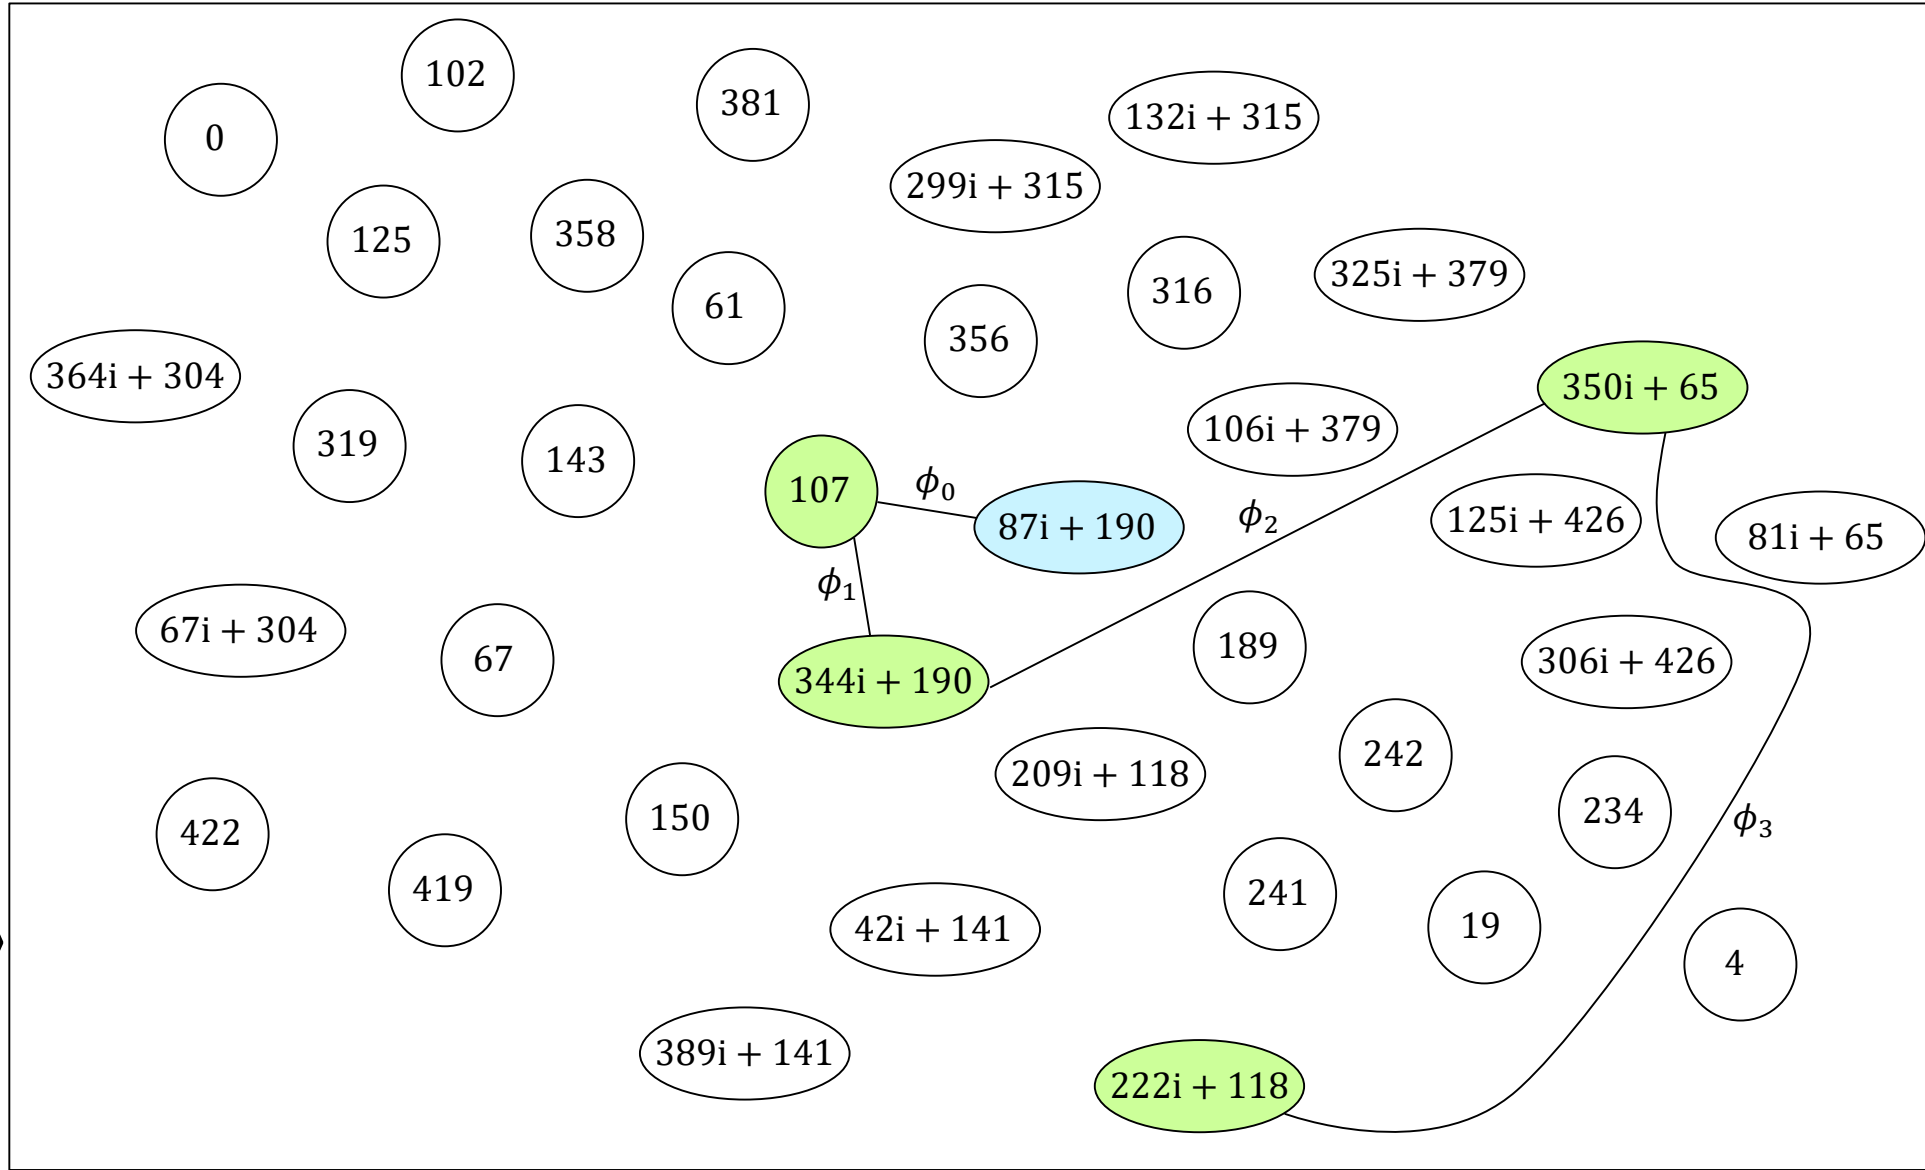 102
381
132i + 315
0
299i + 315
125
358
61
316
325i + 379
356
364i + 304
350i + 65
319
143
106i + 379
107
ϕ0
87i + 190
ϕ2
125i + 426
81i + 65
ϕ1
67i + 304
67
344i + 190
189
306i + 426
209i + 118
242
422
150
234
ϕ3
419
241
19
42i + 141
4
389i + 141
222i + 118